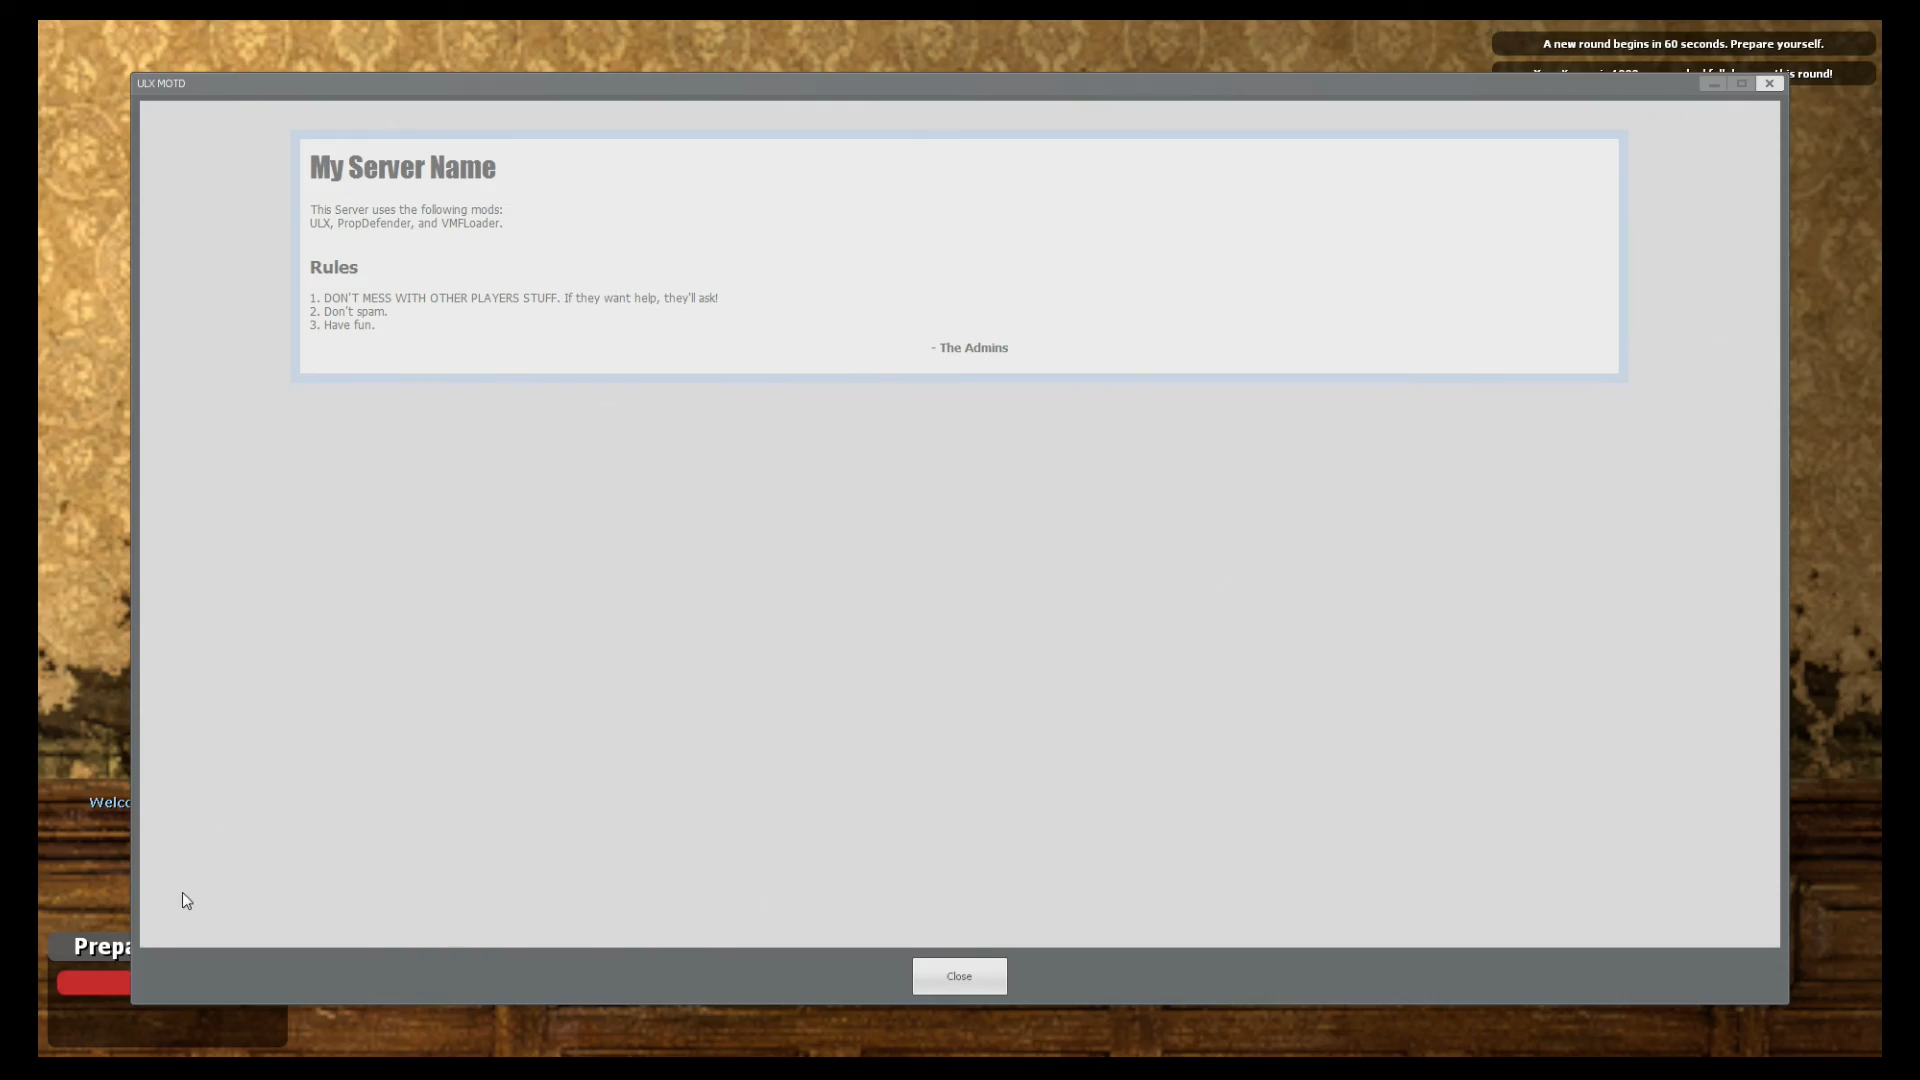 A new round begins in 60 seconds. Prepare yourself.
is round!
ULX MOTD
My Server Name
This Server uses the following mods:
ULX, PropDefender, and VMFLoader.
Rules
1. DON'T MESS WITH OTHER PLAYERS STUFF. If they want help, they'll ask!
2. Don't spam.
3. Have fun.
- The Admins
Welco
Prepa
Close